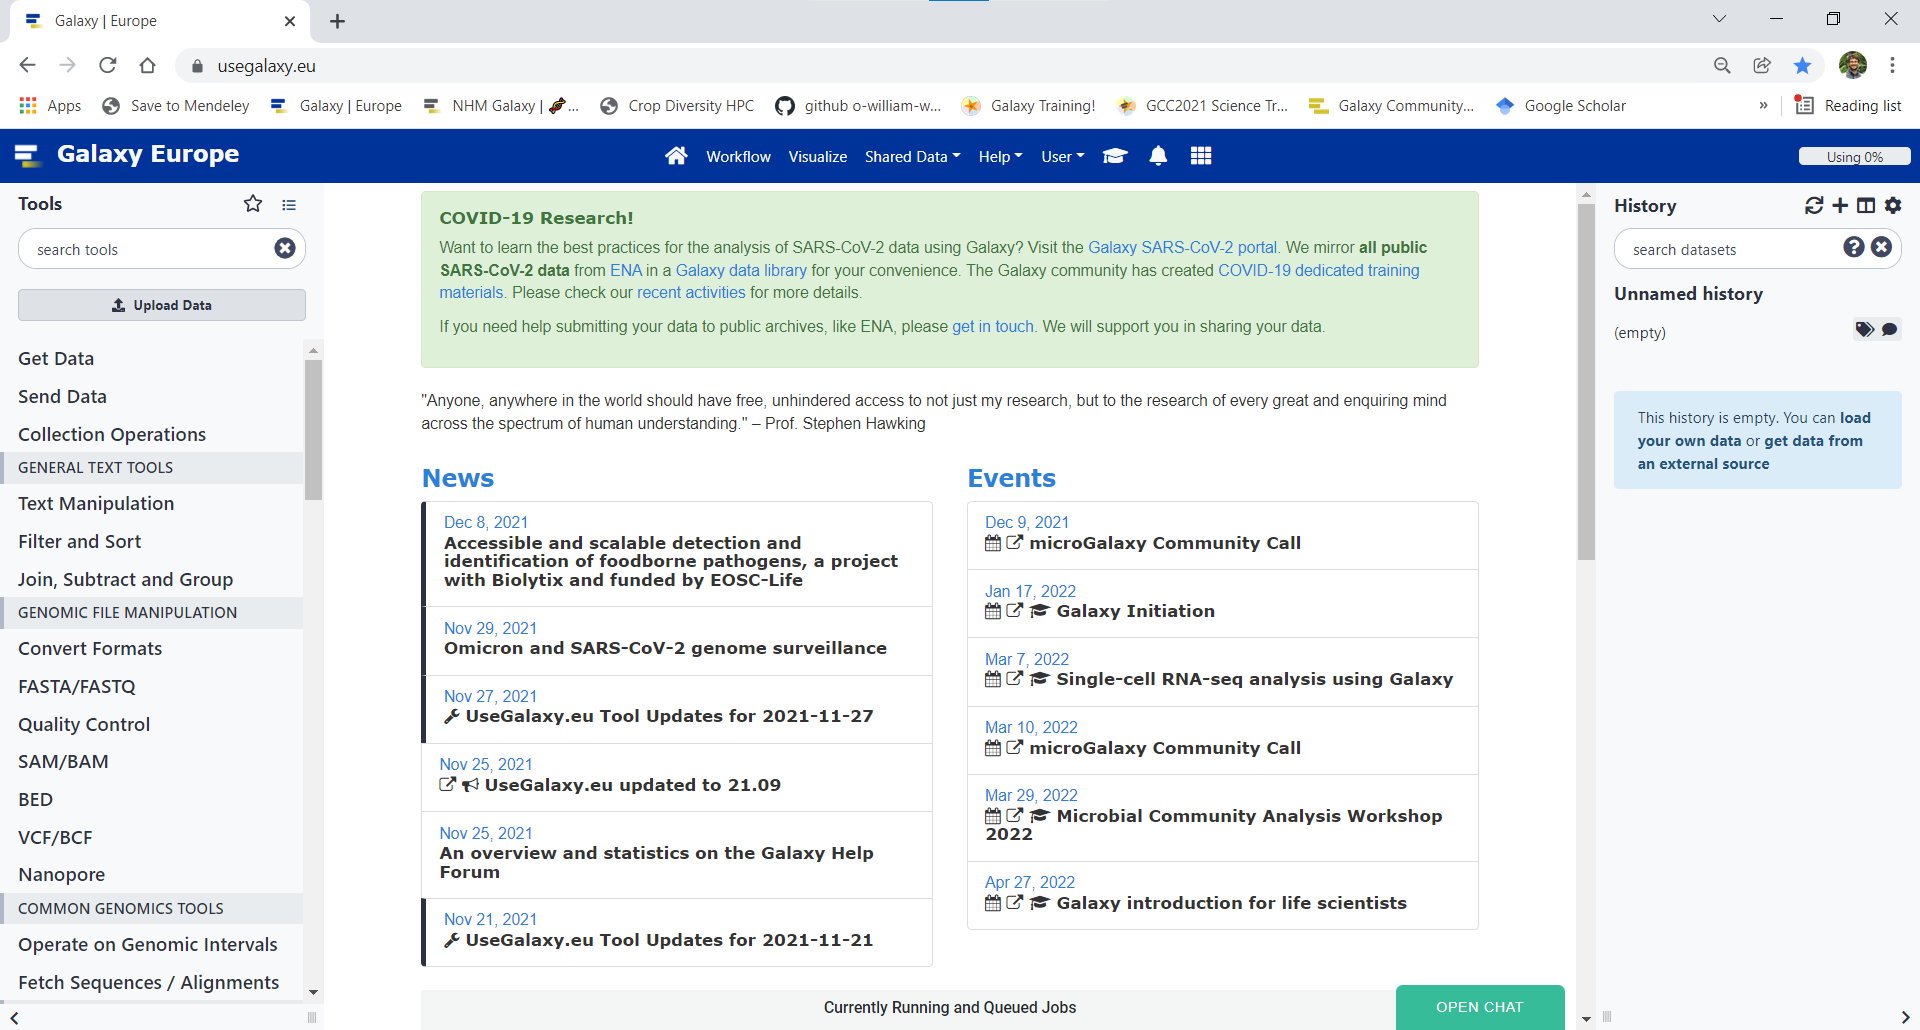 Galaxy | Europe
usegalaxy.eu
Apps
Save to Mendeley
Galaxy | Europe
NHM Galaxy | ...
Crop Diversity HPC
github o-william-w...
Galaxy Training!
GCC2021 Science Tr...
Galaxy Community...
Google Scholar
»
Reading list
Galaxy Europe
Workflow
Visualize
Shared Data
Help
User
Using 0%
Tools
search tools
Upload Data
Get Data
Send Data
Collection Operations
GENERAL TEXT TOOLS
Text Manipulation
Filter and Sort
Join, Subtract and Group
GENOMIC FILE MANIPULATION
Convert Formats
FASTA/FASTQ
Quality Control
SAM/BAM
BED
VCF/BCF
Nanopore
COMMON GENOMICS TOOLS
Operate on Genomic Intervals
Fetch Sequences / Alignments
COVID-19 Research!
Want to learn the best practices for the analysis of SARS-CoV-2 data using Galaxy? Visit the Galaxy SARS-CoV-2 portal. We mirror all public
SARS-CoV-2 data from ENA in a Galaxy data library for your convenience. The Galaxy community has created COVID-19 dedicated training
materials. Please check our recent activities for more details.
If you need help submitting your data to public archives, like ENA, please get in touch. We will support you in sharing your data.
"Anyone, anywhere in the world should have free, unhindered access to not just my research, but to the research of every great and enquiring mind
across the spectrum of human understanding." – Prof. Stephen Hawking
News
Dec 8, 2021
Accessible and scalable detection and
identification of foodborne pathogens, a project
with Biolytix and funded by EOSC-Life
Nov 29, 2021
Omicron and SARS-CoV-2 genome surveillance
Nov 27, 2021
UseGalaxy.eu Tool Updates for 2021-11-27
Nov 25, 2021
UseGalaxy.eu updated to 21.09
Nov 25, 2021
An overview and statistics on the Galaxy Help
Forum
Nov 21, 2021
UseGalaxy.eu Tool Updates for 2021-11-21
Events
Dec 9, 2021
microGalaxy Community Call
Jan 17, 2022
Galaxy Initiation
Mar 7, 2022
Single-cell RNA-seq analysis using Galaxy
Mar 10, 2022
microGalaxy Community Call
Mar 29, 2022
Microbial Community Analysis Workshop
2022
Apr 27, 2022
Galaxy introduction for life scientists
Currently Running and Queued Jobs
OPEN CHAT
History
search datasets
Unnamed history
(empty)
This history is empty. You can load
your own data or get data from
an external source